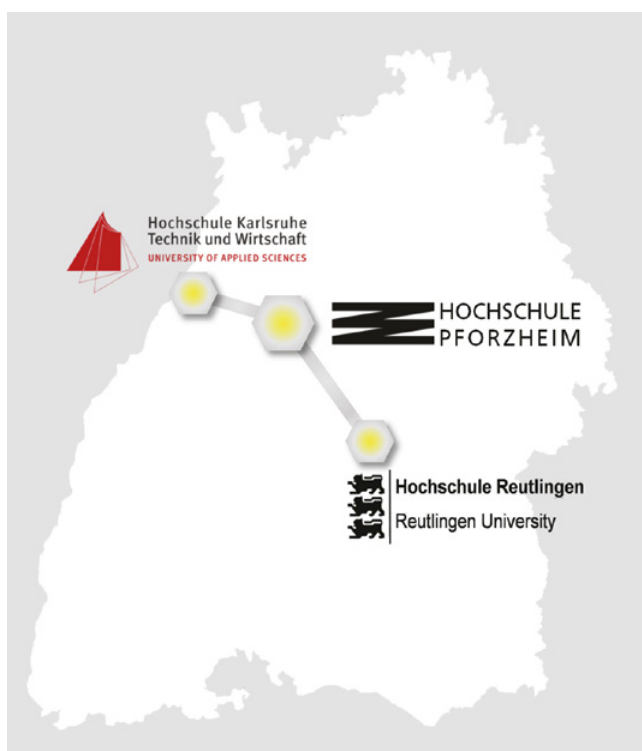 Hochschule Karlsruhe
Technik und Wirtschaft
UNIVERSITY OF APPLIED SCIENCES
HOCHSCHULE
PFORZHEIM
Hochschule Reutlingen
Reutlingen University